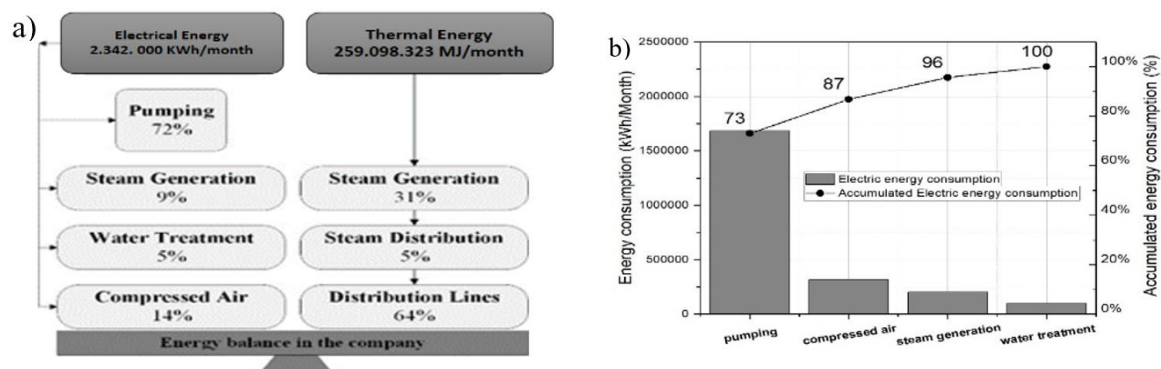 a)
Electrical Energy
2.342. 000 KWh/month
Thermal Energy
259.098.323 MJ/month
Pumping
72%
Steam Generation
9%
Steam Generation
31%
Water Treatment
5%
Steam Distribution
5%
Compressed Air
14%
Distribution Lines
64%
Energy balance in the company
b)
Energy consumption (kWh/Month)
2500000
2000000
1500000
1000000
500000
0
73
87
96
100
Electric energy consumption
Accumulated Electric energy consumption
pumping
compressed air
steam generation
water treatment
100%
80%
60%
40%
20%
0%
Accumulated energy consumption (%)